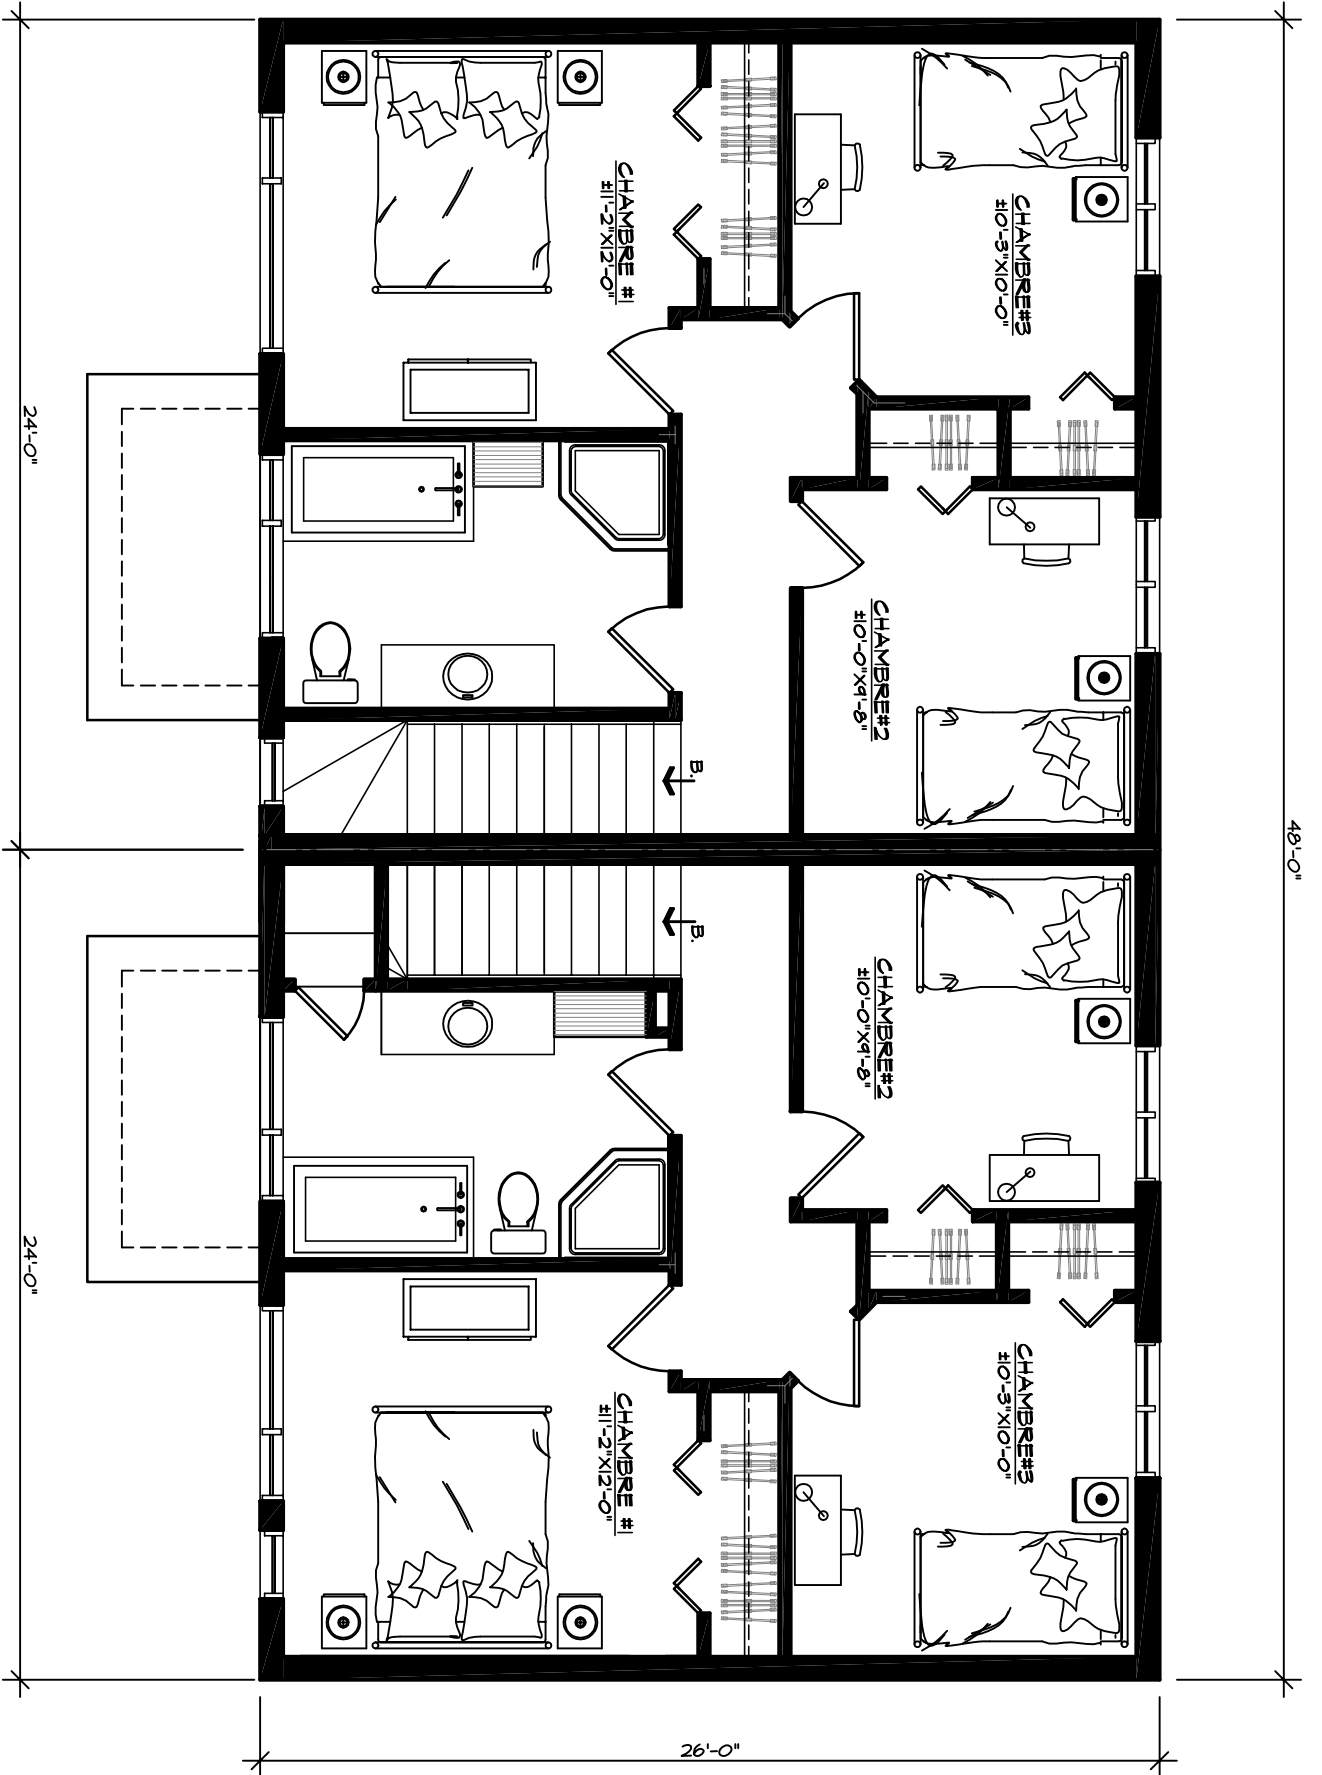 CHAMBRE #1
±11'-2"X12'-0"
CHAMBRE#3
±10'-3"X10'-0"
24'-0"
CHAMBRE#2
±10'-0"X9'-8"
B.
48'-0"
B.
CHAMBRE#2
±10'-0"X9'-8"
24'-0"
CHAMBRE #1
±11'-2"X12'-0"
CHAMBRE#3
±10'-3"X10'-0"
26'-0"